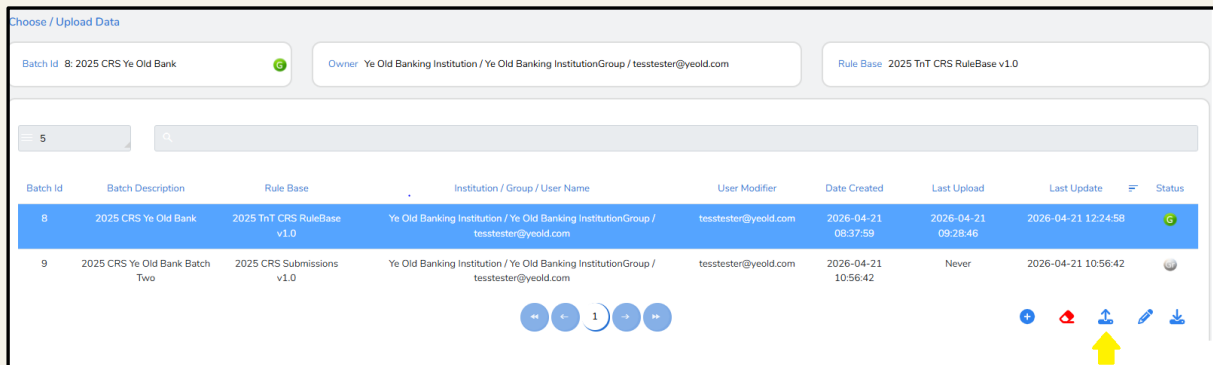 Choose / Upload Data
Batch Id 8: 2025 CRS Ye Old Bank G
Owner Ye Old Banking Institution / Ye Old Banking InstitutionGroup / tesstester@yeold.com
Rule Base 2025 TnT CRS RuleBase v1.0
5
Batch Id Batch Description Rule Base Institution / Group / User Name User Modifier Date Created Last Upload Last Update Status
8 2025 CRS Ye Old Bank 2025 TnT CRS RuleBase Ye Old Banking Institution / Ye Old Banking InstitutionGroup / tesstester@yeold.com 2026-04-21 2026-04-21 2026-04-21 12:24:58 G
v1.0 tesstester@yeold.com 08:37:59 09:28:46
9 2025 CRS Ye Old Bank Batch 2025 CRS Submissions Ye Old Banking Institution / Ye Old Banking InstitutionGroup / tesstester@yeold.com 2026-04-21 Never 2026-04-21 10:56:42
Two v1.0 tesstester@yeold.com 10:56:42
1